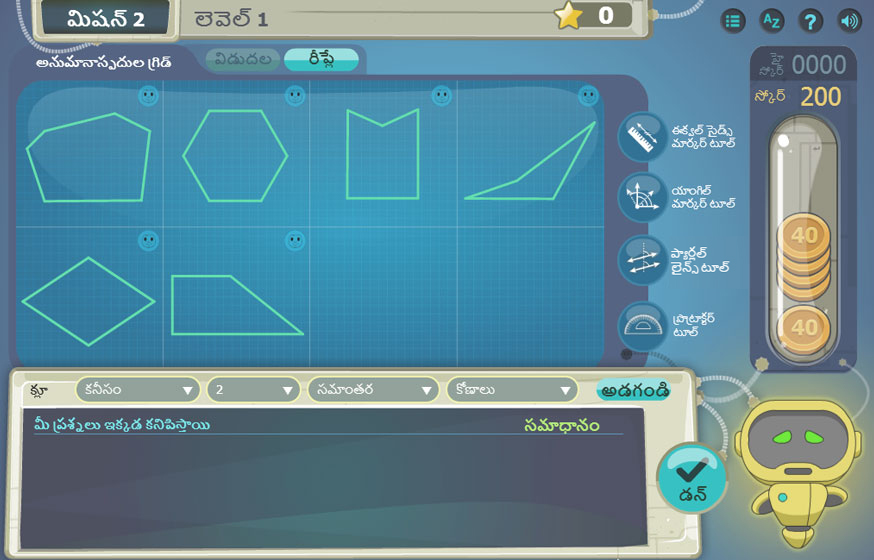 మిషన్ 2
లెవెల్ 1
0
అనుమానాస్పదుల గ్రిడ్
విడుదల
రీప్లే
హై
స్కోర్
0000
స్కోర్ 200
ఈక్వల్ సైడ్స్
మార్కర్ టూల్
యాంగిల్
మార్కర్ టూల్
ప్యార్లల్
లైన్స్ టూల్
ప్రొట్రాక్టర్
టూల్
40
40
క్లూ
కనీసం
2
సమాంతర
కోణాలు
అడగండి
మీ ప్రశ్నలు ఇక్కడ కనిపిస్తాయి
సమాధానం
డన్